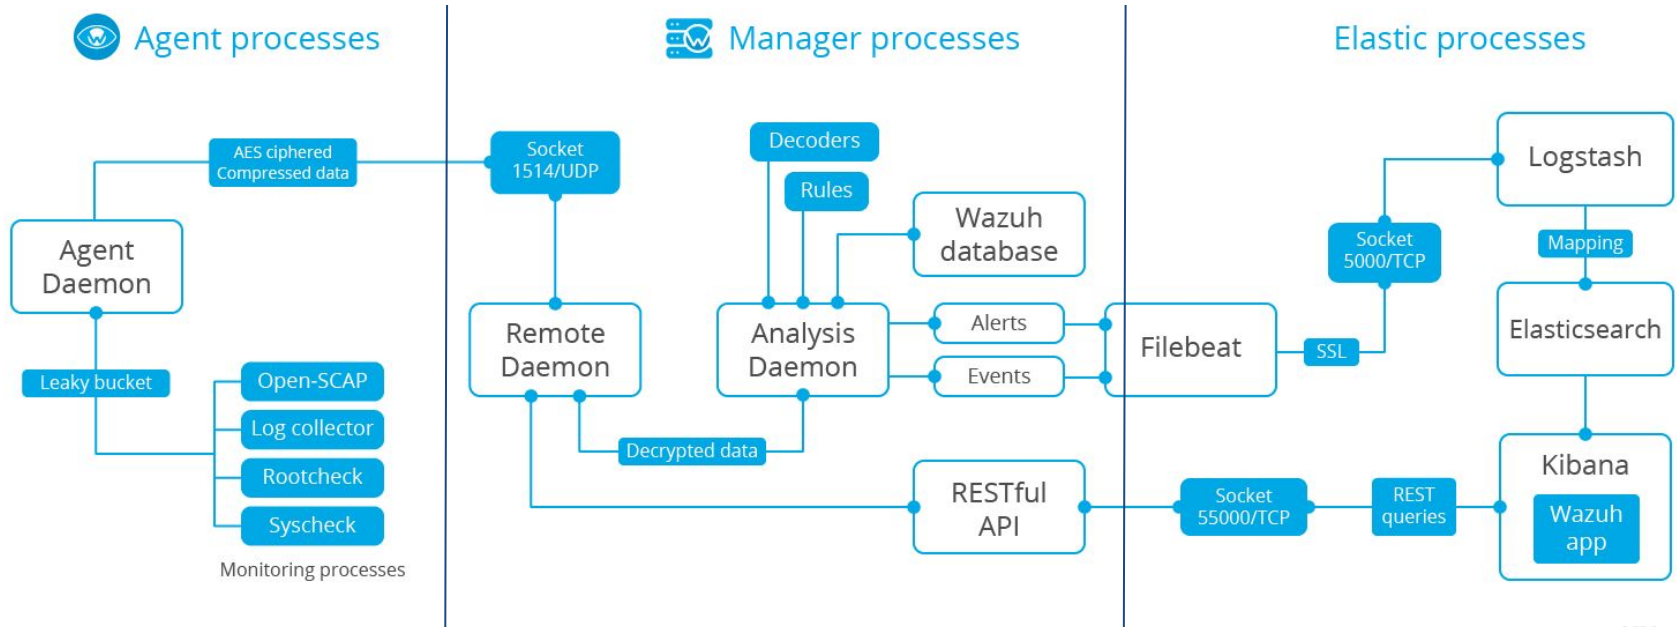 Agent processes
Manager processes
Elastic processes
AES ciphered
Compressed data
Agent
Daemon
Leaky bucket
Open-SCAP
Log collector
Rootcheck
Syscheck
Monitoring processes
Socket
1514/UDP
Remote
Daemon
Decoders
Rules
Wazuh
database
Analysis
Daemon
Alerts
Events
Decrypted data
RESTful
API
Filebeat
SSL
Socket
5000/TCP
Logstash
Mapping
Elasticsearch
Kibana
Wazuh
app
REST
queries
Socket
55000/TCP